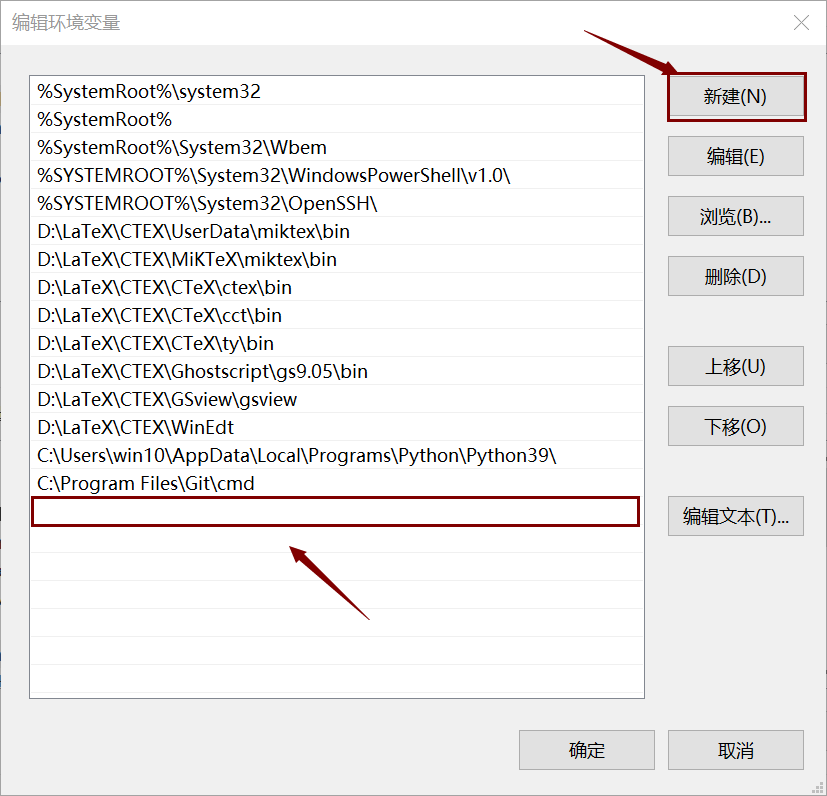 编辑环境变量
%SystemRoot%\system32
%SystemRoot%
%SystemRoot%\System32\Wbem
%SYSTEMROOT%\System32\WindowsPowerShell\v1.0\
%SYSTEMROOT%\System32\OpenSSH\
D:\LaTeX\CTEX\UserData\miktex\bin
D:\LaTeX\CTEX\MiKTeX\miktex\bin
D:\LaTeX\CTEX\CTeX\ctex\bin
D:\LaTeX\CTEX\CTeX\cct\bin
D:\LaTeX\CTEX\CTeX\ty\bin
D:\LaTeX\CTEX\Ghostscript\gs9.05\bin
D:\LaTeX\CTEX\GSview\gsview
D:\LaTeX\CTEX\WinEdt
C:\Users\win10\AppData\Local\Programs\Python\Python39\
C:\Program Files\Git\cmd
新建(N)
编辑(E)
浏览(B)...
删除(D)
上移(U)
下移(O)
编辑文本(T)...
确定
取消